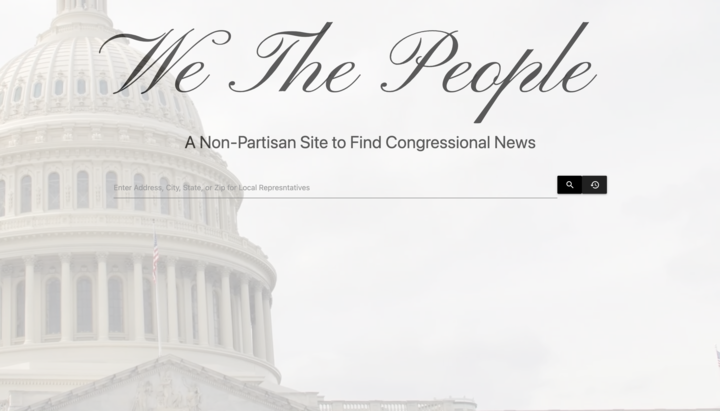 We The People
A Non-Partisan Site to Find Congressional News
Enter Address, City, State, or Zip for Local Represntatives